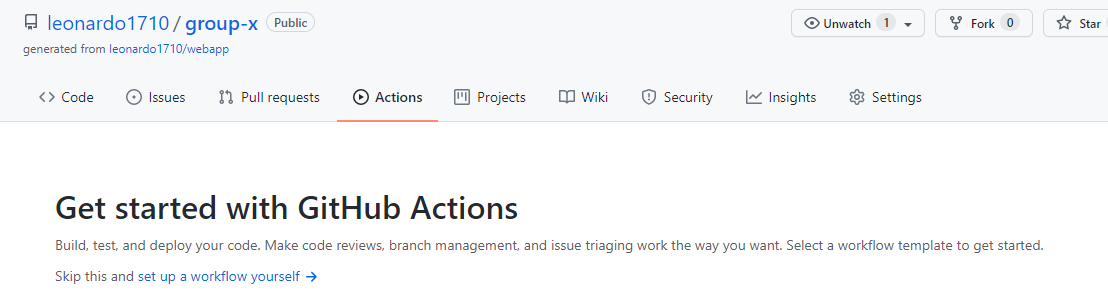 leonardo1710 / group-x Public Unwatch 1 Fork 0 Star
generated from leonardo1710/webapp
Code Issues Pull requests Actions Projects Wiki Security Insights Settings
Get started with GitHub Actions
Build, test, and deploy your code. Make code reviews, branch management, and issue triaging work the way you want. Select a workflow template to get started.
Skip this and set up a workflow yourself →